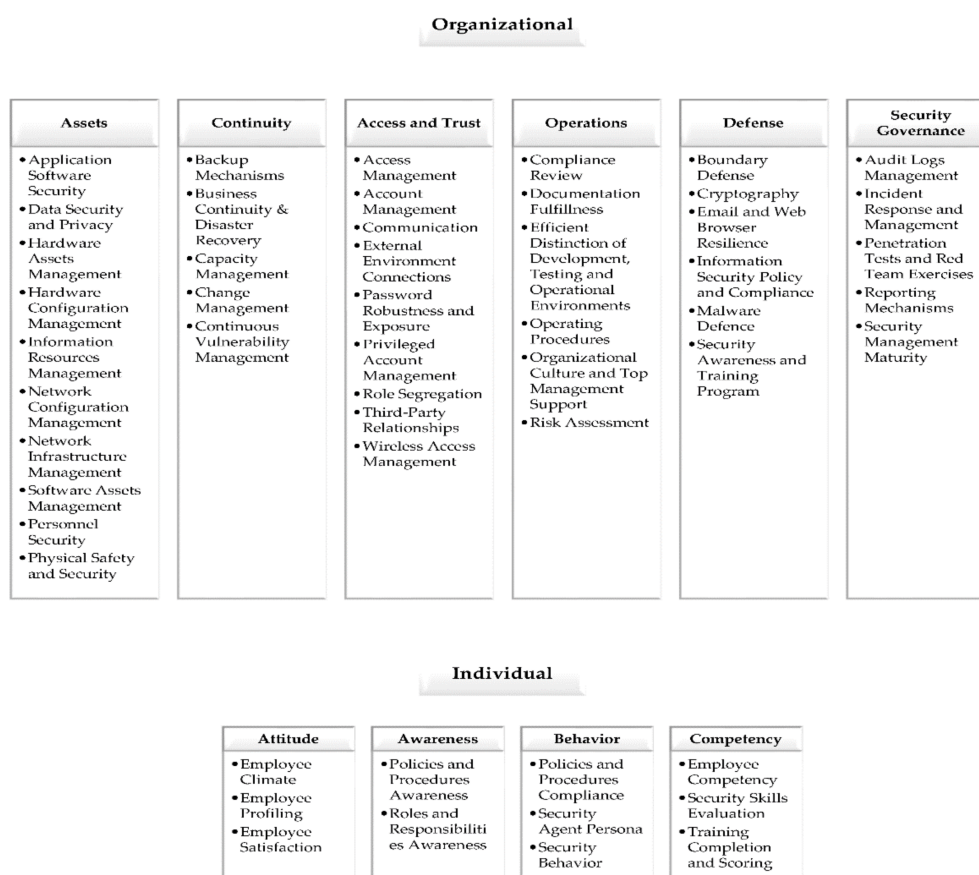 Organizational
Assets
• Application
Software
Security
• Data Security
and Privacy
• Hardware
Assets
Management
• Hardware
Configuration
Management
• Information
Resources
Management
• Network
Configuration
Management
• Network
Infrastructure
Management
• Software Assets
Management
• Personnel
Security
• Physical Safety
and Security
Continuity
• Backup
Mechanisms
• Business
Continuity &
Disaster
Recovery
• Capacity
Management
• Change
Management
• Continuous
Vulnerability
Management
Access and Trust
• Access
Management
• Account
Management
• Communication
• External
Environment
Connections
• Password
Robustness and
Exposure
• Privileged
Account
Management
• Role Segregation
• Third-Party
Relationships
• Wireless Access
Management
Operations
• Compliance
Review
• Documentation
Fulfillness
• Efficient
Distinction of
Development,
Testing and
Operational
Environments
• Operating
Procedures
• Organizational
Culture and Top
Management
Support
• Risk Assessment
Defense
• Boundary
Defense
• Cryptography
• Email and Web
Browser
Resilience
• Information
Security Policy
and Compliance
• Malware
Defence
• Security
Awareness and
Training
Program
Security
Governance
• Audit Logs
Management
• Incident
Response and
Management
• Penetration
Tests and Red
Team Exercises
• Reporting
Mechanisms
• Security
Management
Maturity
Individual
Attitude
• Employee
Climate
• Employee
Profiling
• Employee
Satisfaction
Awareness
• Policies and
Procedures
Awareness
• Roles and
Responsibiliti
es Awareness
Behavior
• Policies and
Procedures
Compliance
• Security
Agent Persona
• Security
Behavior
Competency
• Employee
Competency
• Security Skills
Evaluation
• Training
Completion
and Scoring